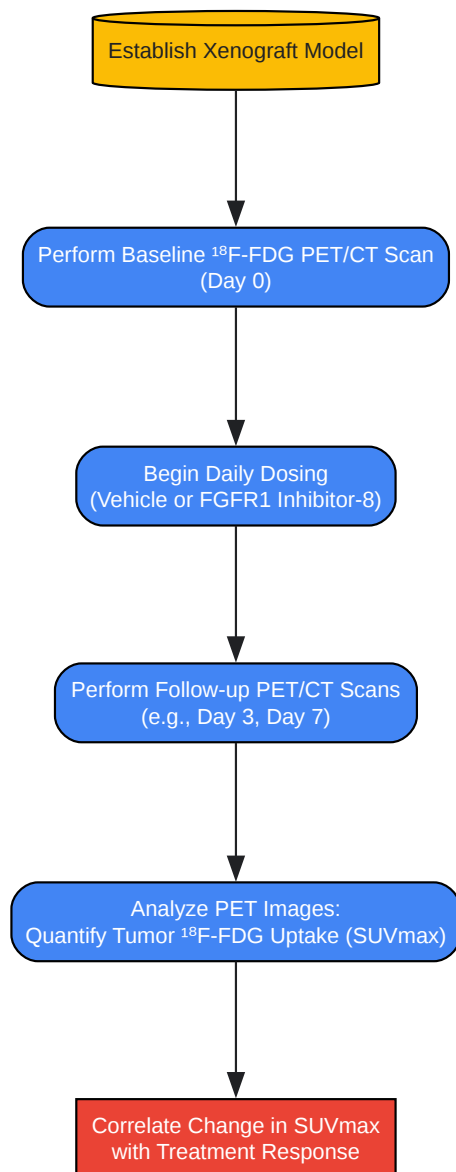 Establish Xenograft Model
Perform Baseline ¹⁸F-FDG PET/CT Scan
(Day 0)
Begin Daily Dosing
(Vehicle or FGFR1 Inhibitor-8)
Perform Follow-up PET/CT Scans
(e.g., Day 3, Day 7)
Analyze PET Images:
Quantify Tumor ¹⁸F-FDG Uptake (SUVmax)
Correlate Change in SUVmax
with Treatment Response